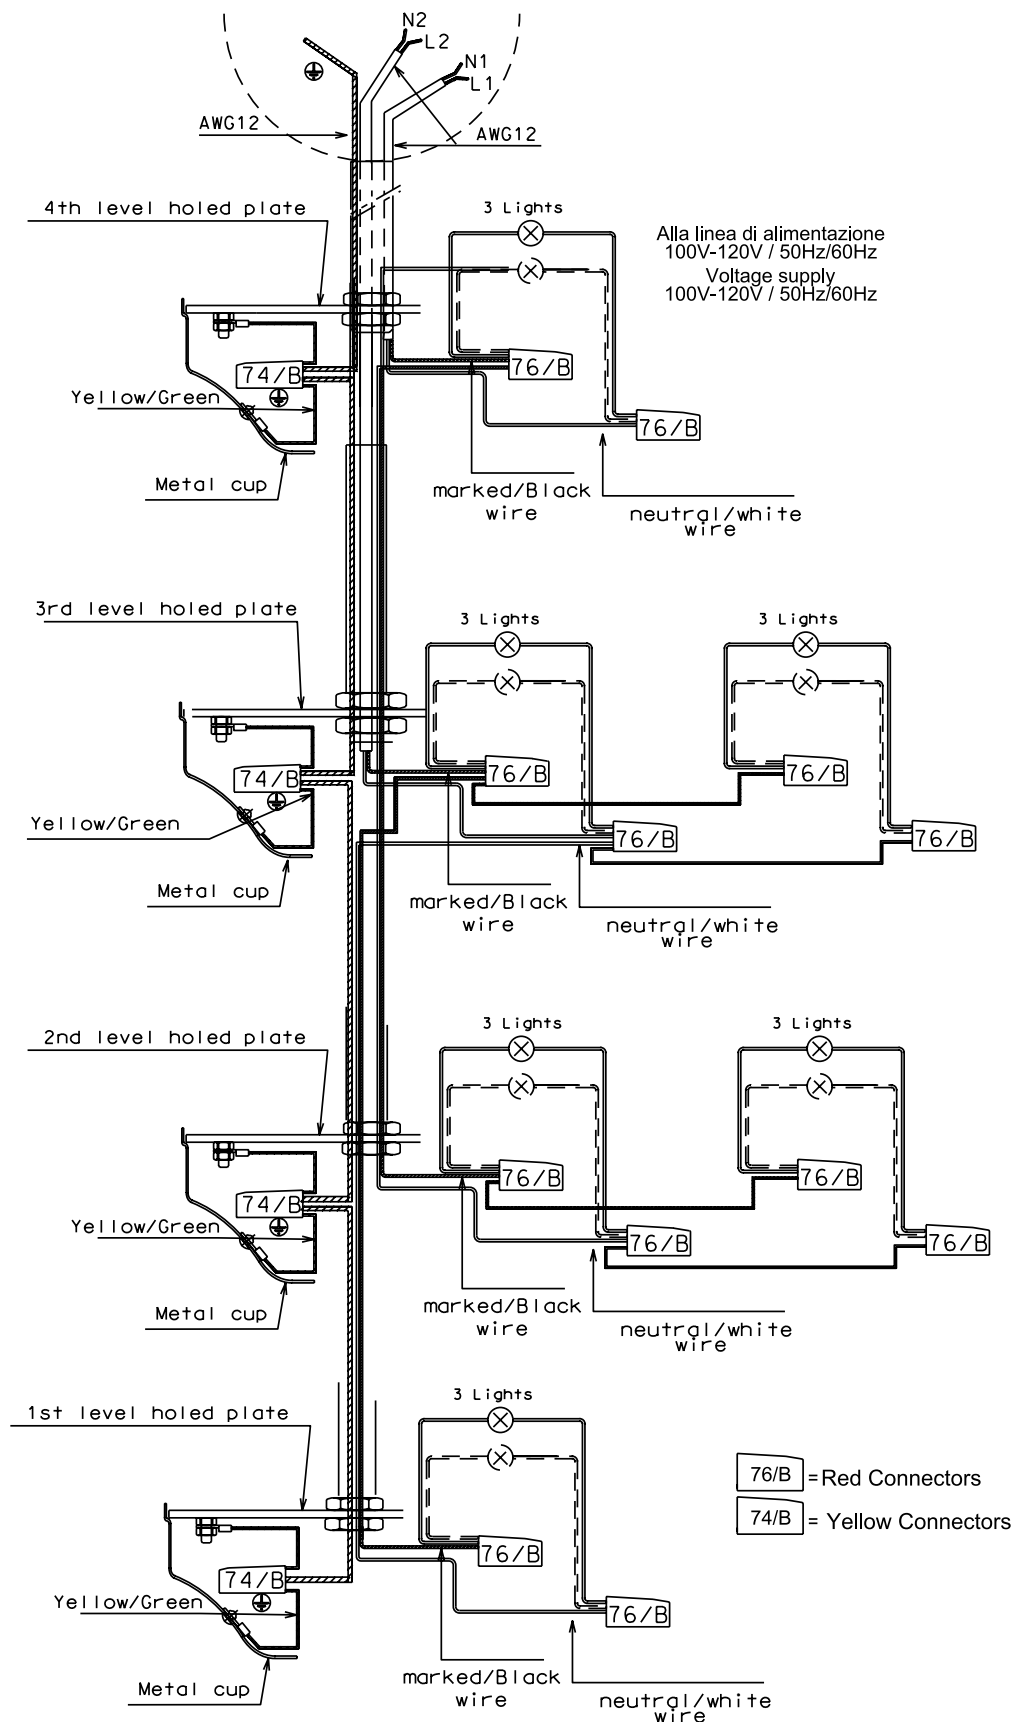 N2
L2
N1
L1
AWG12
AWG12
4th level holed plate
3 Lights
Alla linea di alimentazione
100V-120V / 50Hz/60Hz
Voltage supply
100V-120V / 50Hz/60Hz
74/B
76/B
Yellow/Green
76/B
Metal cup
marked/Black
wire
neutral/white
wire
3rd level holed plate
3 Lights
3 Lights
74/B
76/B
76/B
Yellow/Green
76/B
76/B
Metal cup
marked/Black
wire
neutral/white
wire
2nd level holed plate
3 Lights
3 Lights
74/B
76/B
76/B
Yellow/Green
76/B
76/B
Metal cup
marked/Black
wire
neutral/white
wire
1st level holed plate
3 Lights
76/B = Red Connectors
74/B = Yellow Connectors
74/B
76/B
Yellow/Green
76/B
Metal cup
marked/Black
wire
neutral/white
wire